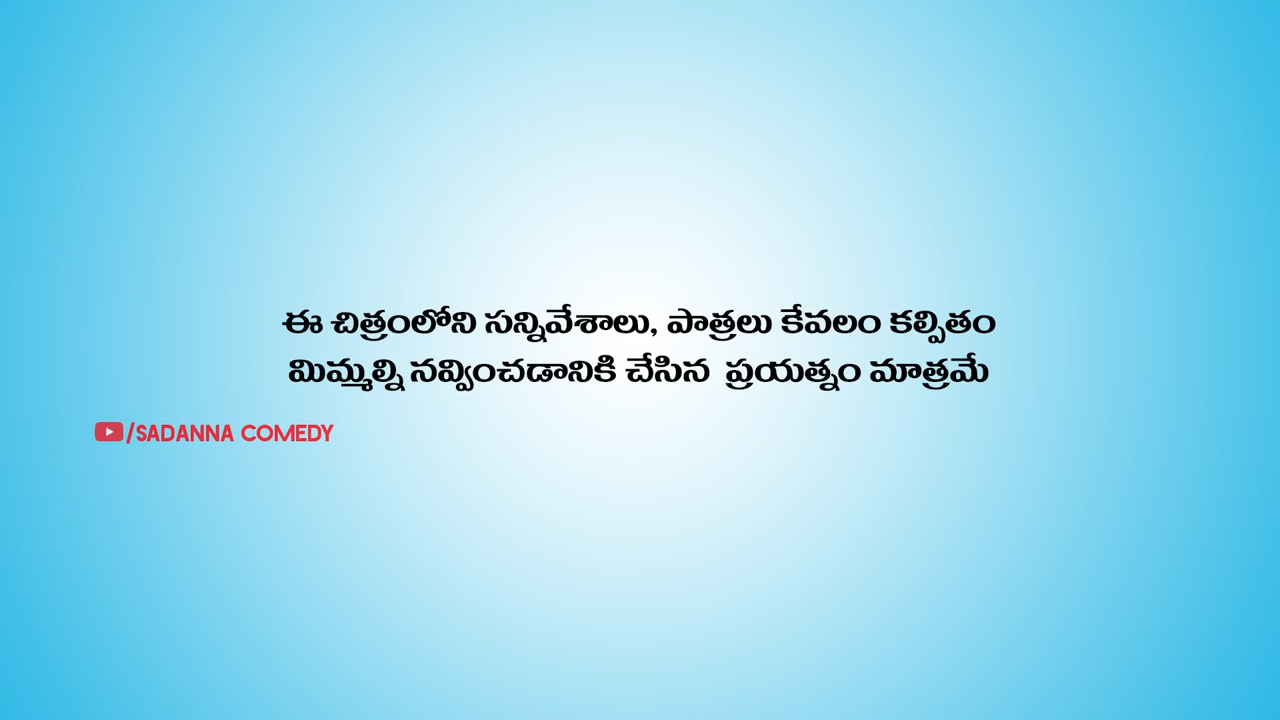 ఈ చిత్రంలోని సన్నివేశాలు, పాత్రలు కేవలం కల్పితం
మిమ్మల్ని నవ్వించడానికి చేసిన ప్రయత్నం మాత్రమే
/SADANNA COMEDY